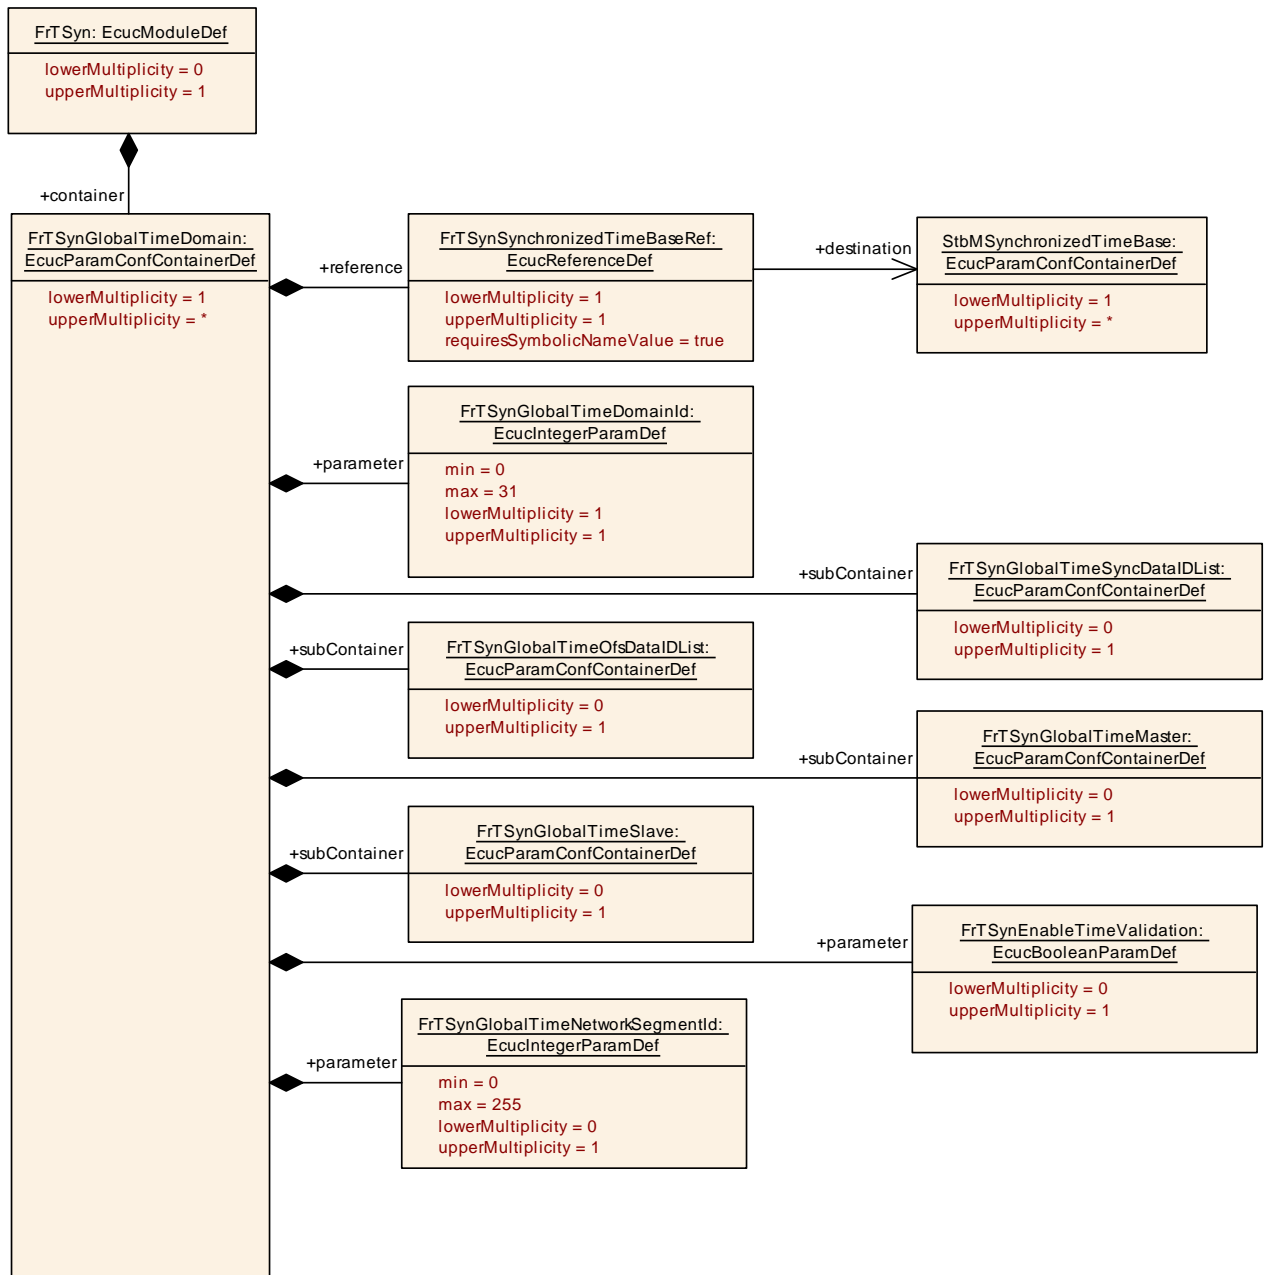 FrTSyn: EcucModuleDef
lowerMultiplicity = 0
upperMultiplicity = 1
+container
FrTSynGlobalTimeDomain:
EcucParamConfContainerDef
lowerMultiplicity = 1
upperMultiplicity = *
+reference
FrTSynSynchronizedTimeBaseRef:
EcucReferenceDef
lowerMultiplicity = 1
upperMultiplicity = 1
requiresSymbolicNameValue = true
+destination
StbMSynchronizedTimeBase:
EcucParamConfContainerDef
lowerMultiplicity = 1
upperMultiplicity = *
+parameter
FrTSynGlobalTimeDomainId:
EcucIntegerParamDef
min = 0
max = 31
lowerMultiplicity = 1
upperMultiplicity = 1
+subContainer
FrTSynGlobalTimeSyncDataIDList:
EcucParamConfContainerDef
lowerMultiplicity = 0
upperMultiplicity = 1
+subContainer
FrTSynGlobalTimeOfsDataIDList:
EcucParamConfContainerDef
lowerMultiplicity = 0
upperMultiplicity = 1
+subContainer
FrTSynGlobalTimeMaster:
EcucParamConfContainerDef
lowerMultiplicity = 0
upperMultiplicity = 1
+subContainer
FrTSynGlobalTimeSlave:
EcucParamConfContainerDef
lowerMultiplicity = 0
upperMultiplicity = 1
+parameter
FrTSynEnableTimeValidation:
EcucBooleanParamDef
lowerMultiplicity = 0
upperMultiplicity = 1
+parameter
FrTSynGlobalTimeNetworkSegmentId:
EcucIntegerParamDef
min = 0
max = 255
lowerMultiplicity = 0
upperMultiplicity = 1